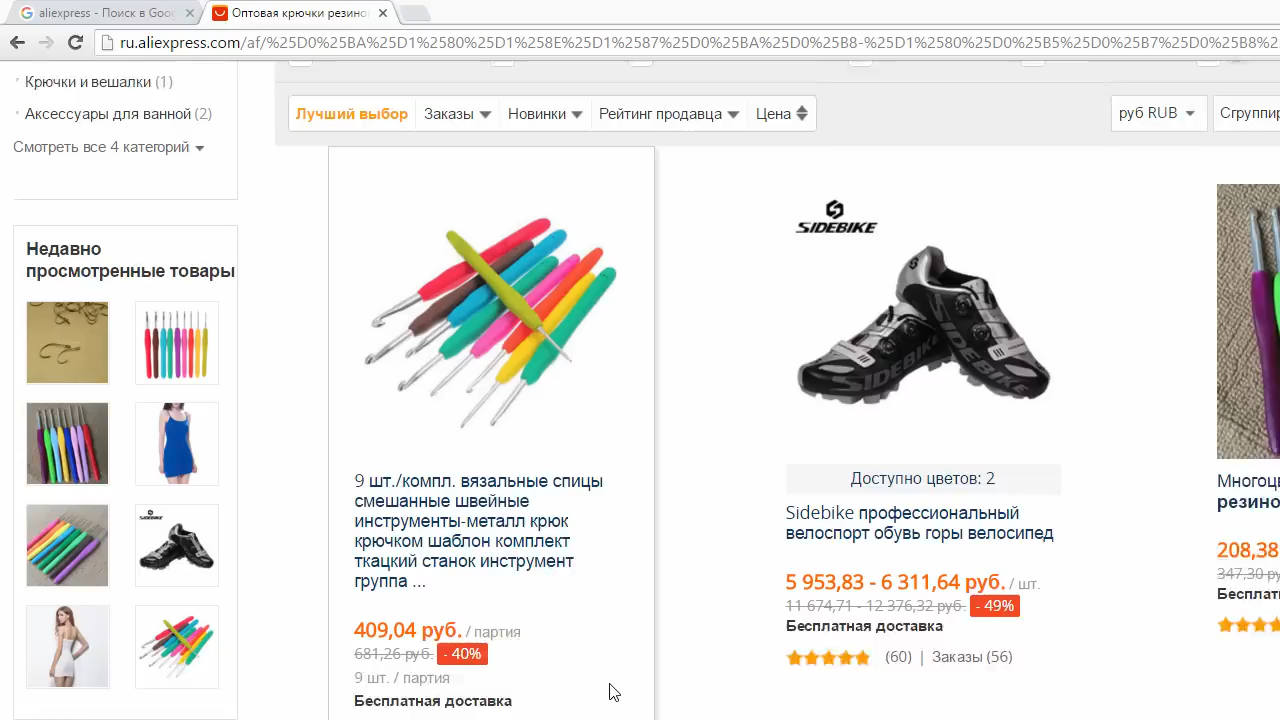 aliexpress - Поиск в Goo
Оптовая крючки резино
ru.aliexpress.com/af/%25D0%25BA%25D1%2580%25D1%258E%25D1%2587%25D0%25BA%25D0%25B8-%25D1%2580%25D0%25B5%25D0%25B7%25D0%25B8%2
Крючки и вешалки (1)
Аксессуары для ванной (2)
Смотреть все 4 категорий
Лучший выбор
Заказы
Новинки
Рейтинг продавца
Цена
руб RUB
Сгруппир
Недавно
просмотренные товары
9 шт./компл. вязальные спицы
смешанные швейные
инструменты-металл крюк
крючком шаблон комплект
ткацкий станок инструмент
группа ...
409,04 руб. / партия
681,26 руб. - 40%
9 шт. / партия
Бесплатная доставка
SIDEBIKE
SIDEBIKE
SIDEBIKE
Доступно цветов: 2
Sidebike профессиональный
велоспорт обувь горы велосипед
5 953,83 - 6 311,64 руб. / шт.
11 674,71 - 12 376,32 руб. - 49%
Бесплатная доставка
(60) | Заказы (56)
Многоцв
резино
208,38
347,30 ру
Бесплат